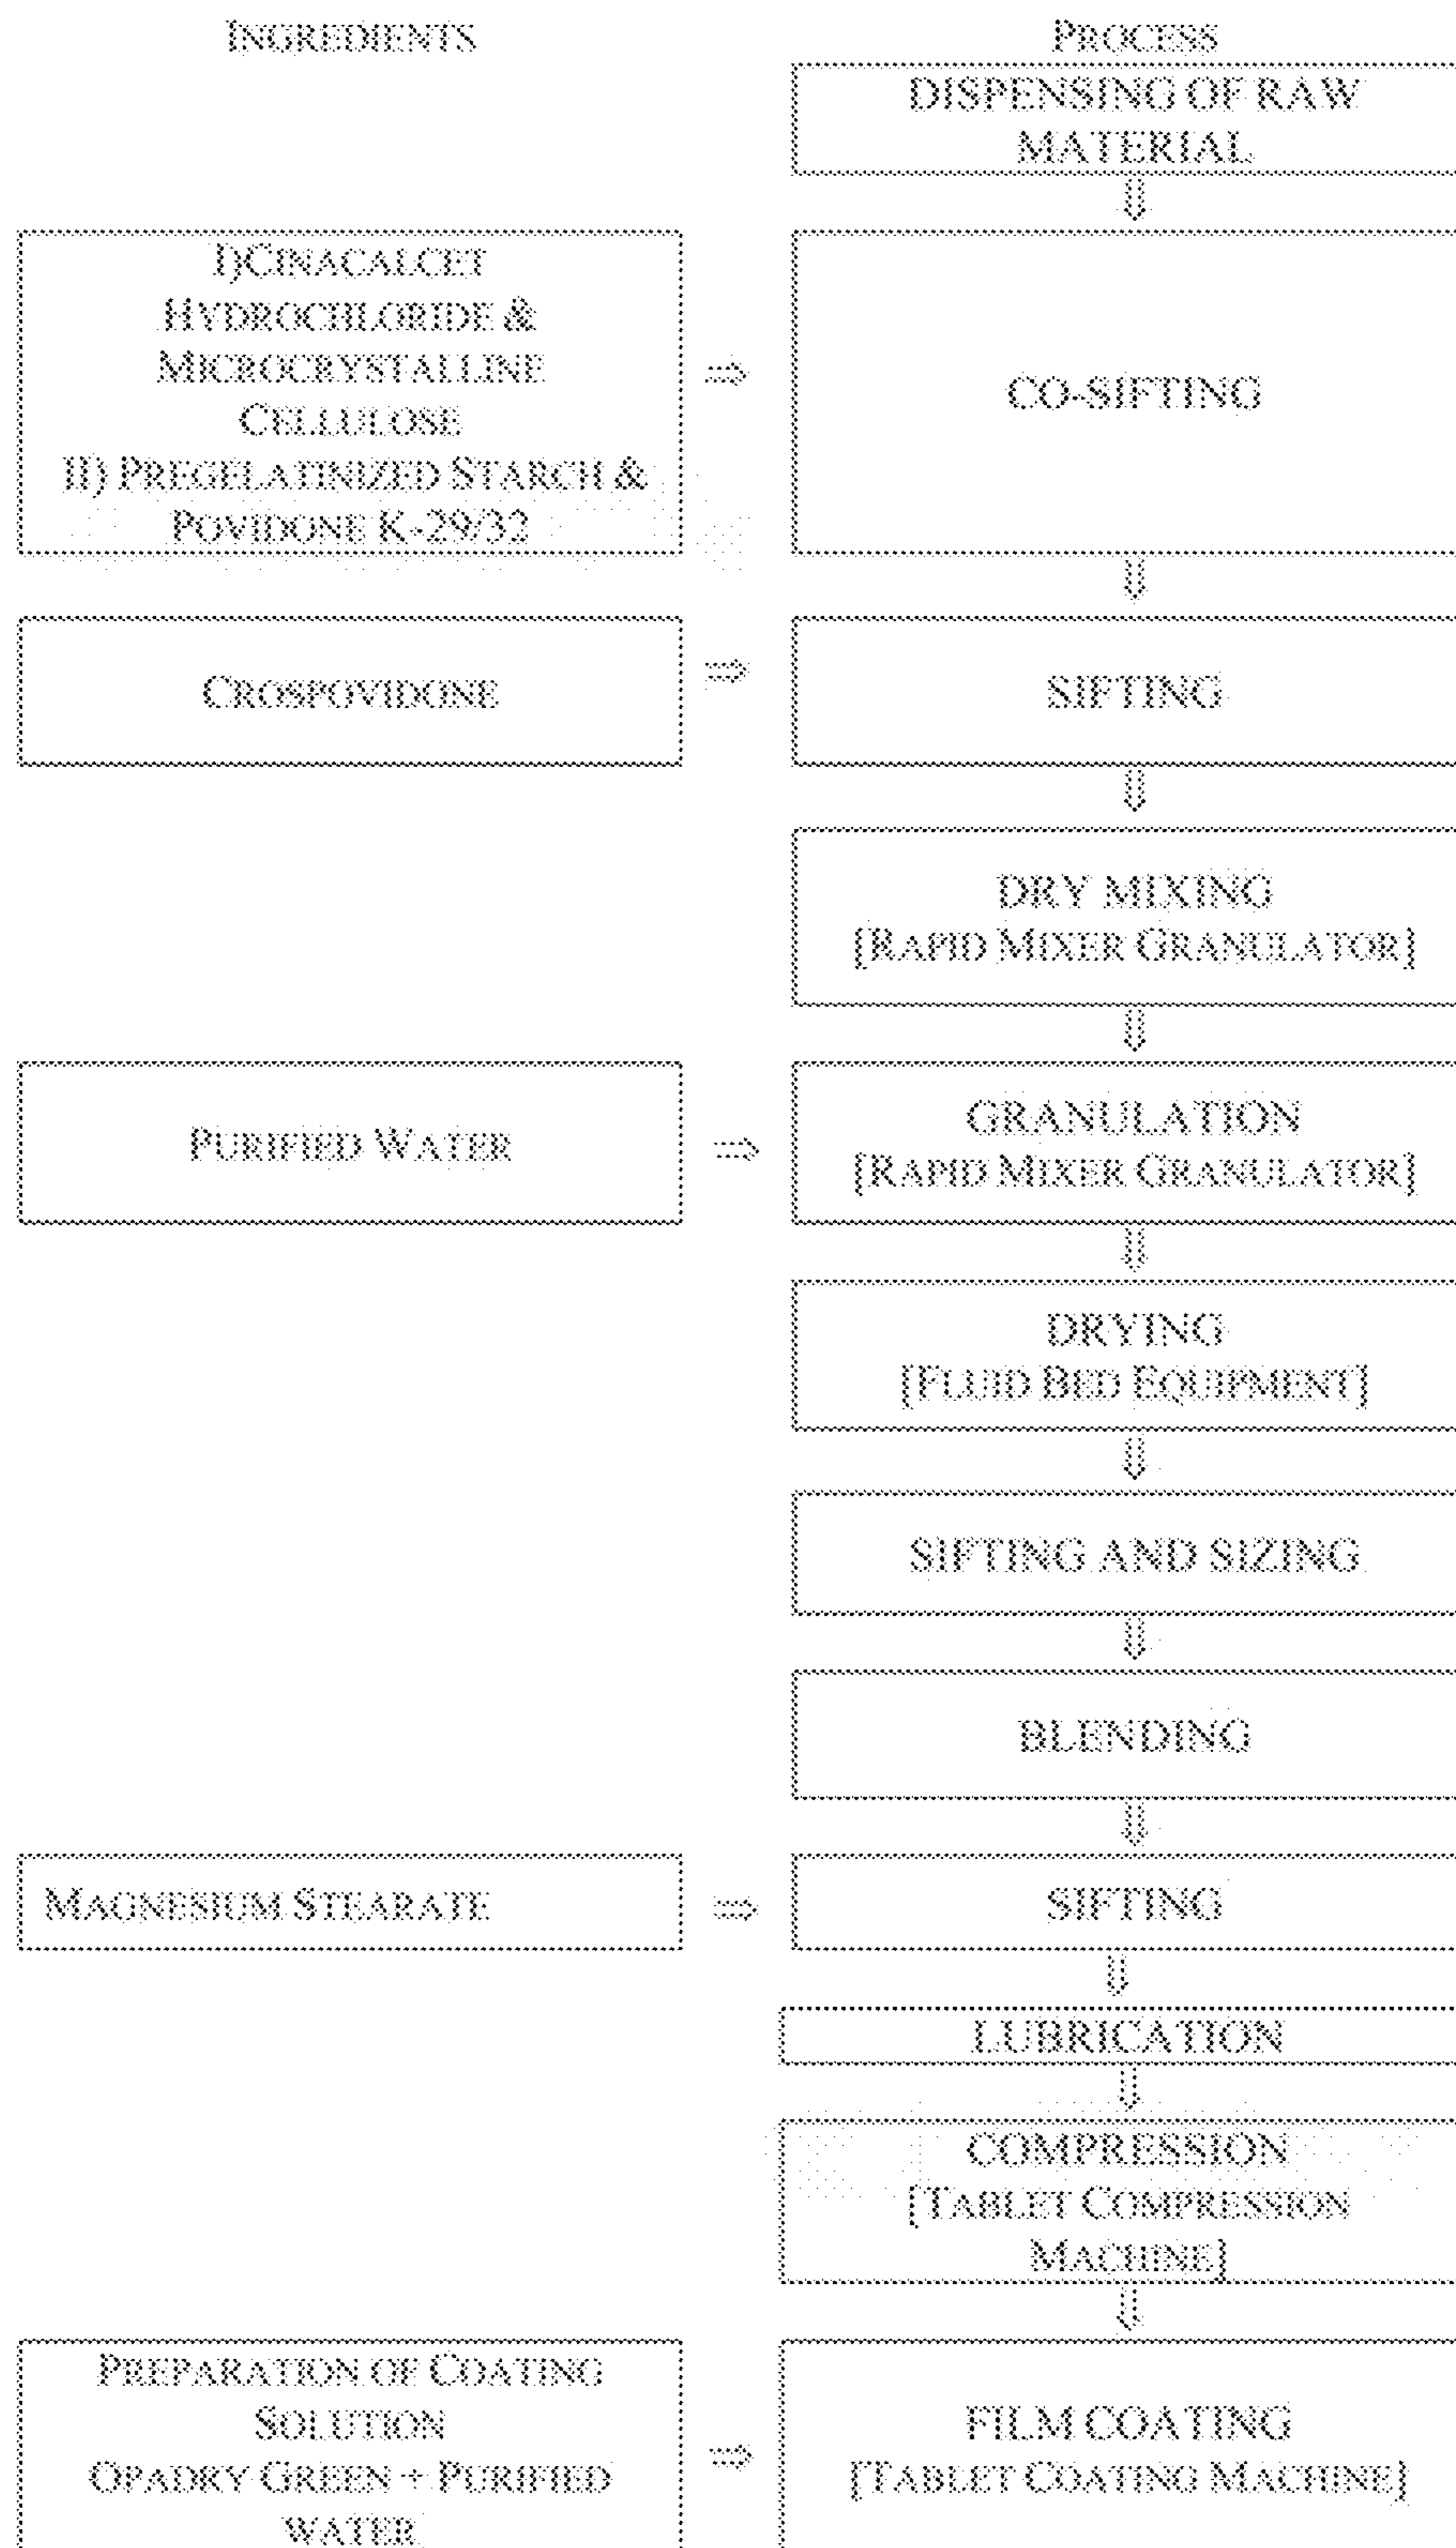 INGREDIENTS
PROCESS
DISPENSING OF RAW
MATERIAL
⇓
I)CINACALCET
HYDROCHLORIDE &
MICROCRYSTALLINE
CELLULOSE
II) PREGELATINIZED STARCH &
POVIDONE K-29/32
⇒
CO-SIFTING
⇓
CROSPOVIDONE
⇒
SIFTING
⇓
DRY MIXING
[RAPID MIXER GRANULATOR]
⇓
PURIFIED WATER
⇒
GRANULATION
[RAPID MIXER GRANULATOR]
⇓
DRYING
[FLUID BED EQUIPMENT]
⇓
SIFTING AND SIZING
⇓
BLENDING
⇓
MAGNESIUM STEARATE
⇒
SIFTING
⇓
LUBRICATION
⇓
COMPRESSION
[TABLET COMPRESSION
MACHINE]
⇓
PREPARATION OF COATING
SOLUTION
OPADRY GREEN + PURIFIED
WATER
⇒
FILM COATING
[TABLET COATING MACHINE]